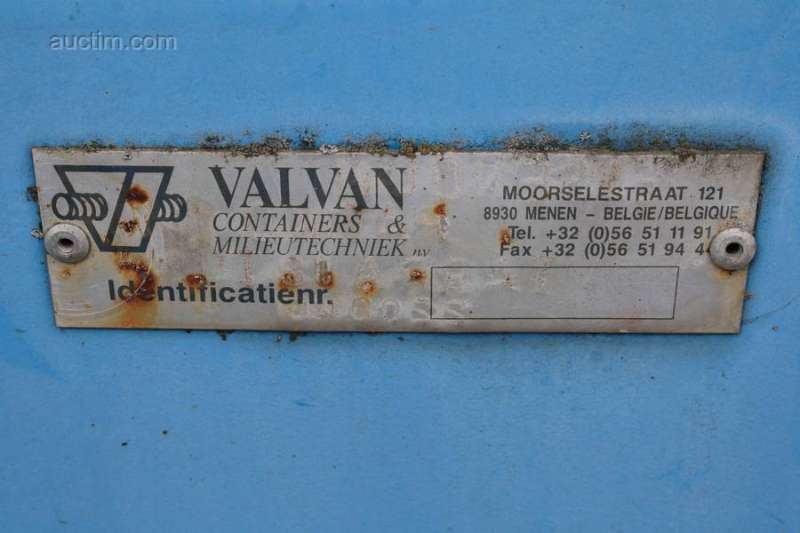 auctim.com
VALVAN
CONTAINERS &
MILIEUTECHNIEK nv
MOORSELESTRAAT 121
8930 MENEN – BELGIE/BELGIQUE
Tel. +32 (0)56 51 11 91
Fax +32 (0)56 51 94 4
Identificatienr.